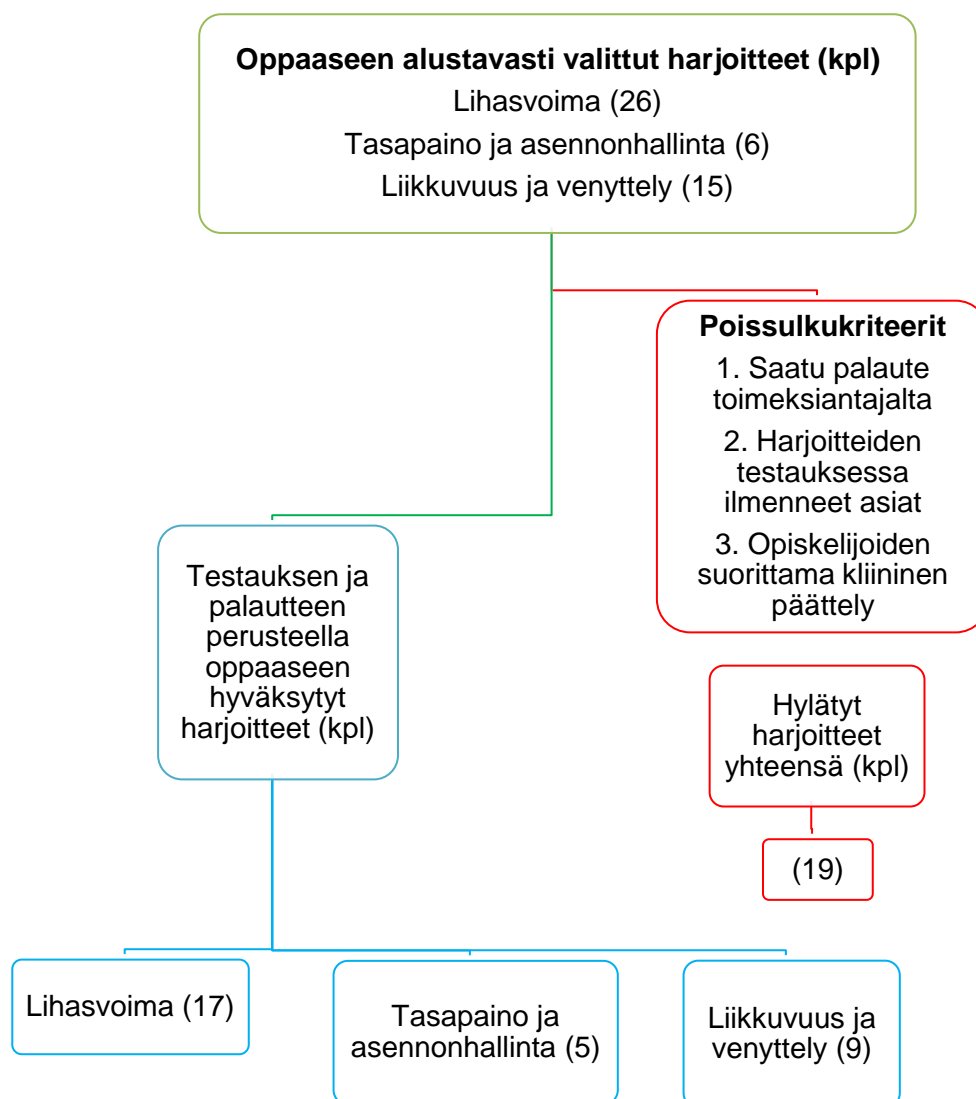 Oppaaseen alustavasti valittut harjoitteet (kpl)
Lihasvoima (26)
Tasapaino ja asennonhallinta (6)
Liikkuvuus ja venyttely (15)
Poissulkukriteerit
1. Saatu palaute
toimeksiantajalta
2. Harjoitteiden
testauksessa
ilmenneet asiat
3. Opiskelijoiden
suorittama kliininen
päättely
Testauksen ja
palautteen
perusteella
oppaaseen
hyväksytyt
harjoitteet (kpl)
Hylätyt
harjoitteet
yhteensä (kpl)
(19)
Lihasvoima (17)
Tasapaino ja
asennonhallinta (5)
Liikkuvuus ja
venyttely (9)